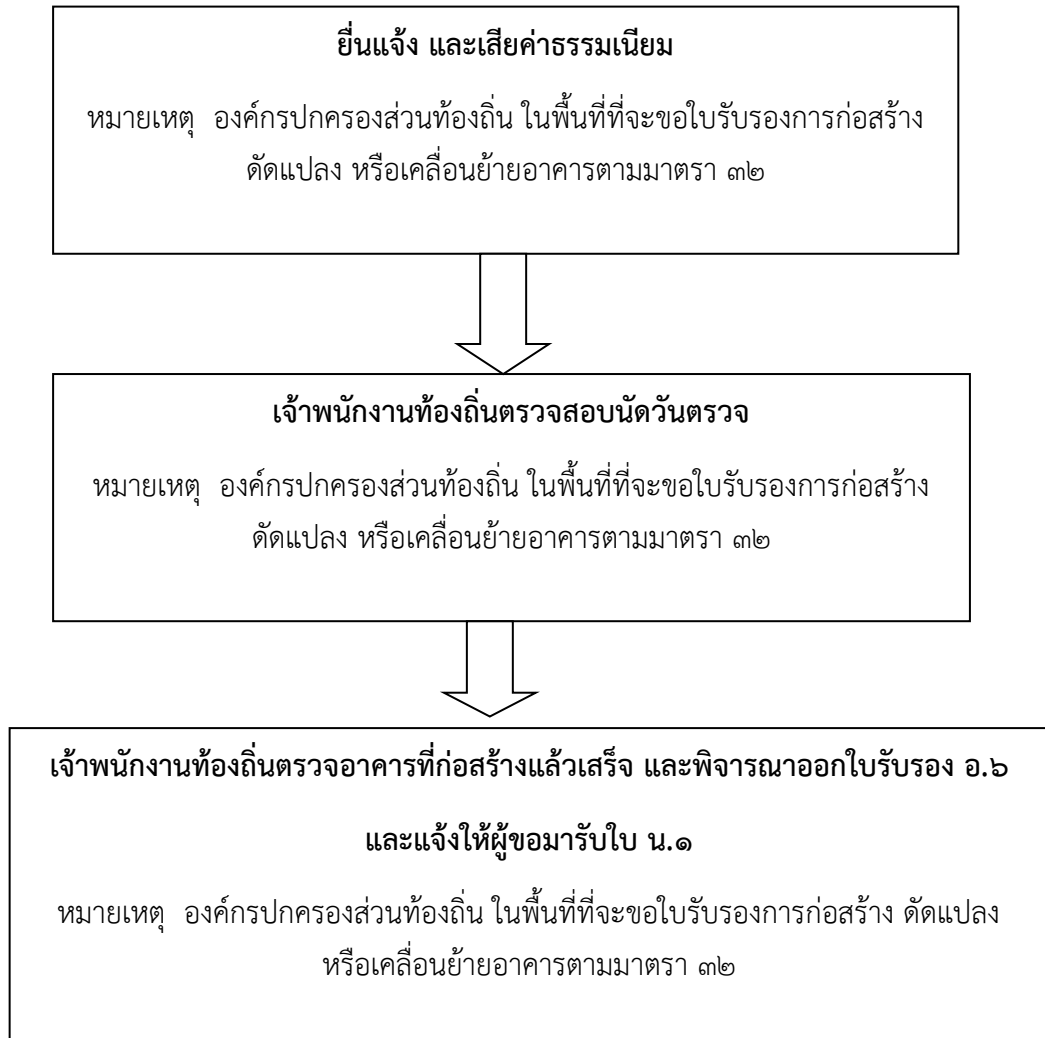 ยื่นแจ้ง และเสียค่าธรรมเนียม
หมายเหตุ องค์กรปกครองส่วนท้องถิ่น ในพื้นที่ที่จะขอใบรับรองการก่อสร้าง
ดัดแปลง หรือเคลื่อนย้ายอาคารตามมาตรา ๓๒
เจ้าพนักงานท้องถิ่นตรวจสอบนัดวันตรวจ
หมายเหตุ องค์กรปกครองส่วนท้องถิ่น ในพื้นที่ที่จะขอใบรับรองการก่อสร้าง
ดัดแปลง หรือเคลื่อนย้ายอาคารตามมาตรา ๓๒
เจ้าพนักงานท้องถิ่นตรวจอาคารที่ก่อสร้างแล้วเสร็จ และพิจารณาออกใบรับรอง อ.๖
และแจ้งให้ผู้ขอมารับใบ น.๑
หมายเหตุ องค์กรปกครองส่วนท้องถิ่น ในพื้นที่ที่จะขอใบรับรองการก่อสร้าง ดัดแปลง
หรือเคลื่อนย้ายอาคารตามมาตรา ๓๒